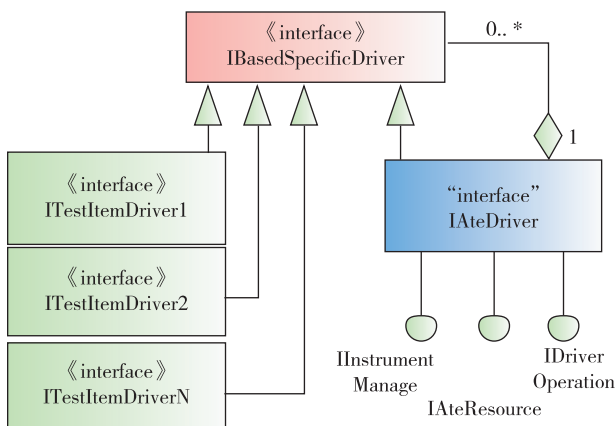 《interface》
IBasedSpecificDriver
0.. *
1
《interface》
ITestItemDriver1
“interface”
IAteDriver
《interface》
ITestItemDriver2
《interface》
ITestItemDriverN
IInstrument
Manage
IAteResource
IDriver
Operation